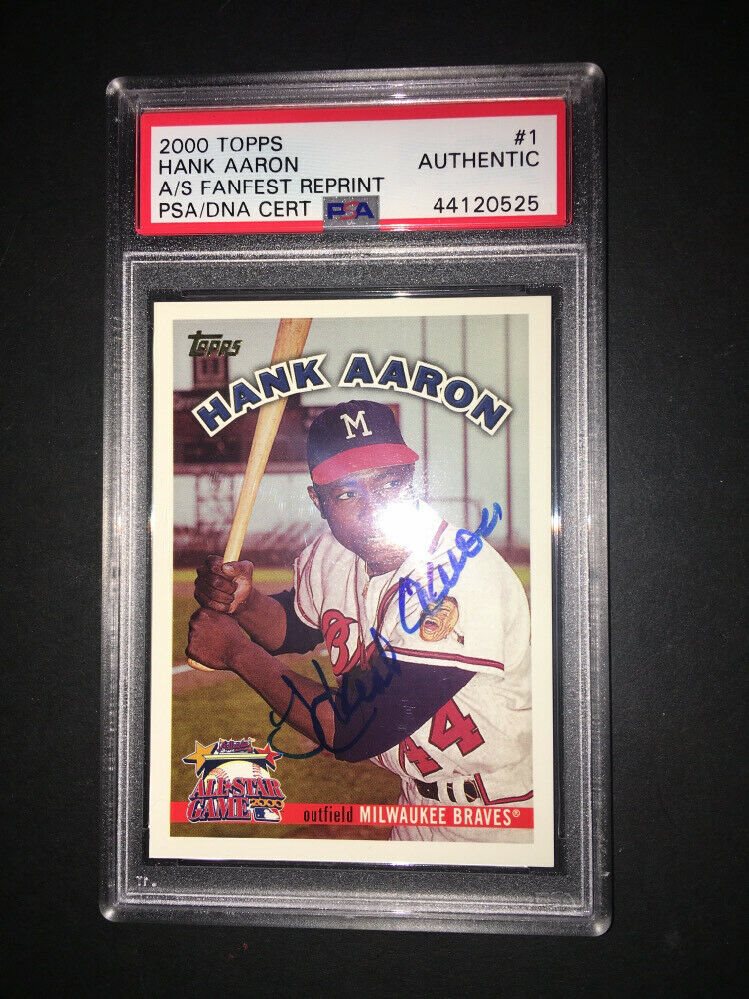 2000 TOPPS #1
HANK AARON AUTHENTIC
A/S FANFEST REPRINT
PSA/DNA CERT PSA 44120525
Topps
HANK AARON
M
Hank Aaron
44
ALL-STAR
GAME 2000
outfield MILWAUKEE BRAVES®